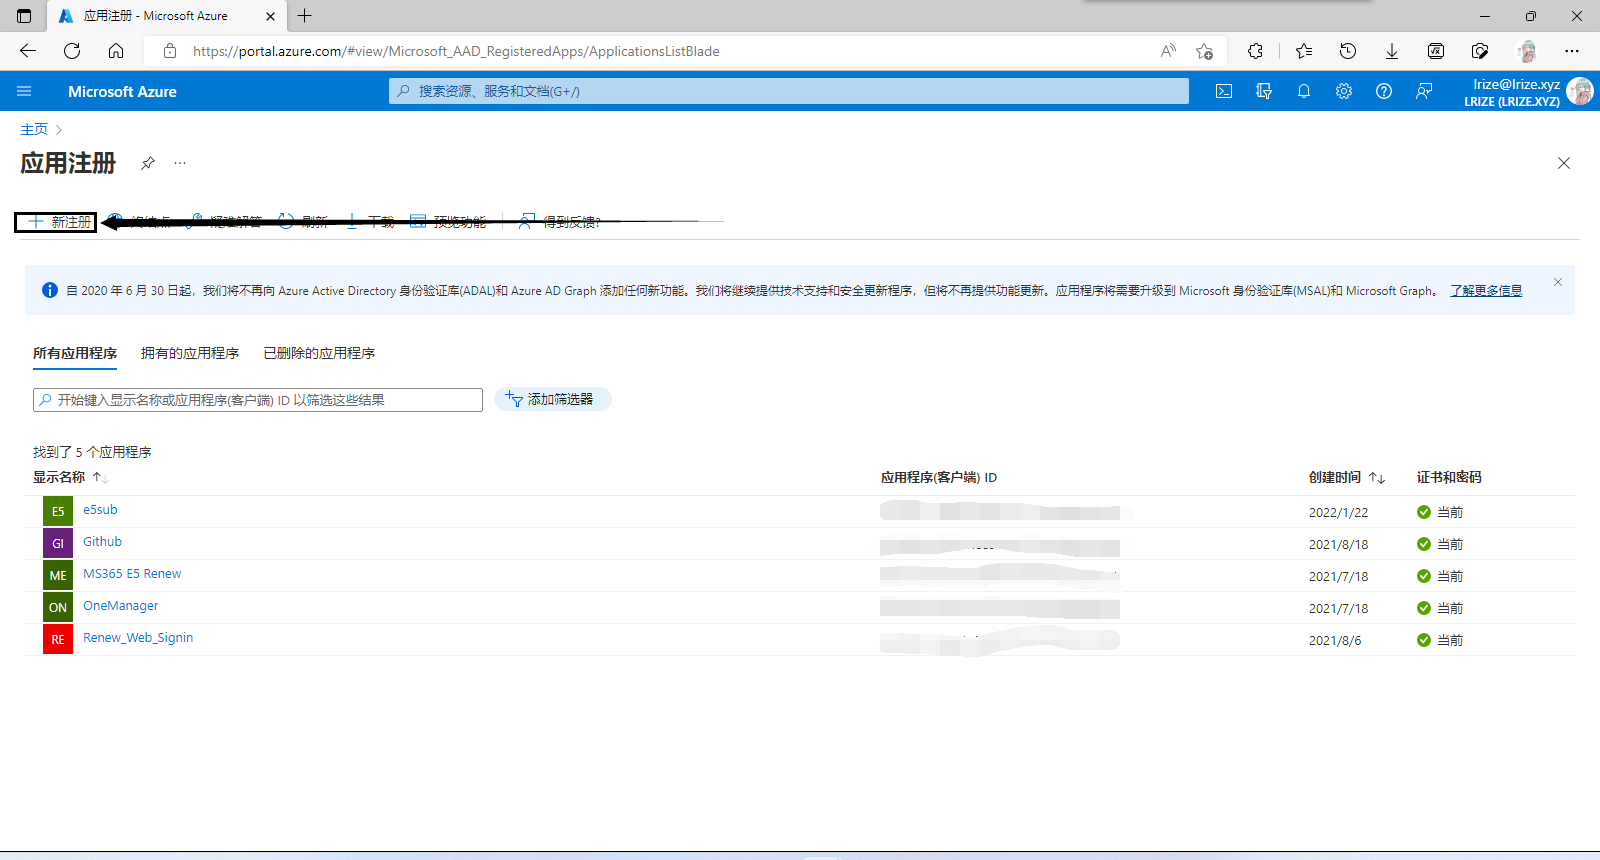 应用注册 - Microsoft Azure
https://portal.azure.com/#view/Microsoft_AAD_RegisteredApps/ApplicationsListBlade
Microsoft Azure
搜索资源、服务和文档(G+/)
lrize@lrize.xyz
LRIZE (LRIZE.XYZ)
主页
应用注册
新注册 终结点 疑难解答 刷新 下载 预览功能 得到反馈?
自 2020 年 6 月 30 日起，我们将不再向 Azure Active Directory 身份验证库(ADAL)和 Azure AD Graph 添加任何新功能。我们将继续提供技术支持和安全更新程序，但将不再提供功能更新。应用程序将需要升级到 Microsoft 身份验证库(MSAL)和 Microsoft Graph。 了解更多信息
所有应用程序 拥有的应用程序 已删除的应用程序
开始键入显示名称或应用程序(客户端) ID 以筛选这些结果 添加筛选器
找到了 5 个应用程序
显示名称 应用程序(客户端) ID 创建时间 证书和密码
E5 e5sub 2022/1/22 当前
GI Github 2021/8/18 当前
ME MS365 E5 Renew 2021/7/18 当前
ON OneManager 2021/7/18 当前
RE Renew_Web_Signin 2021/8/6 当前